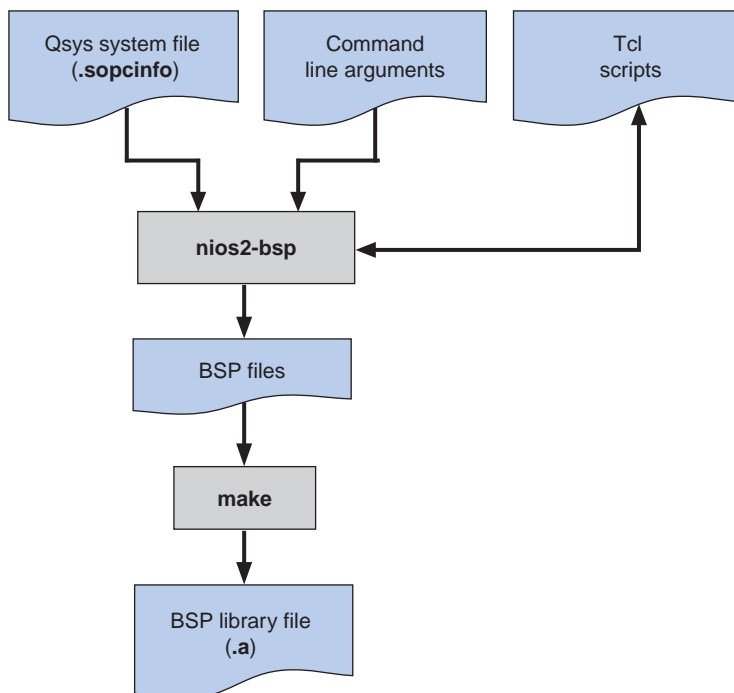 Qsys system file
(.sopcinfo)
Command
line arguments
Tcl
scripts
nios2-bsp
BSP files
make
BSP library file
(.a)